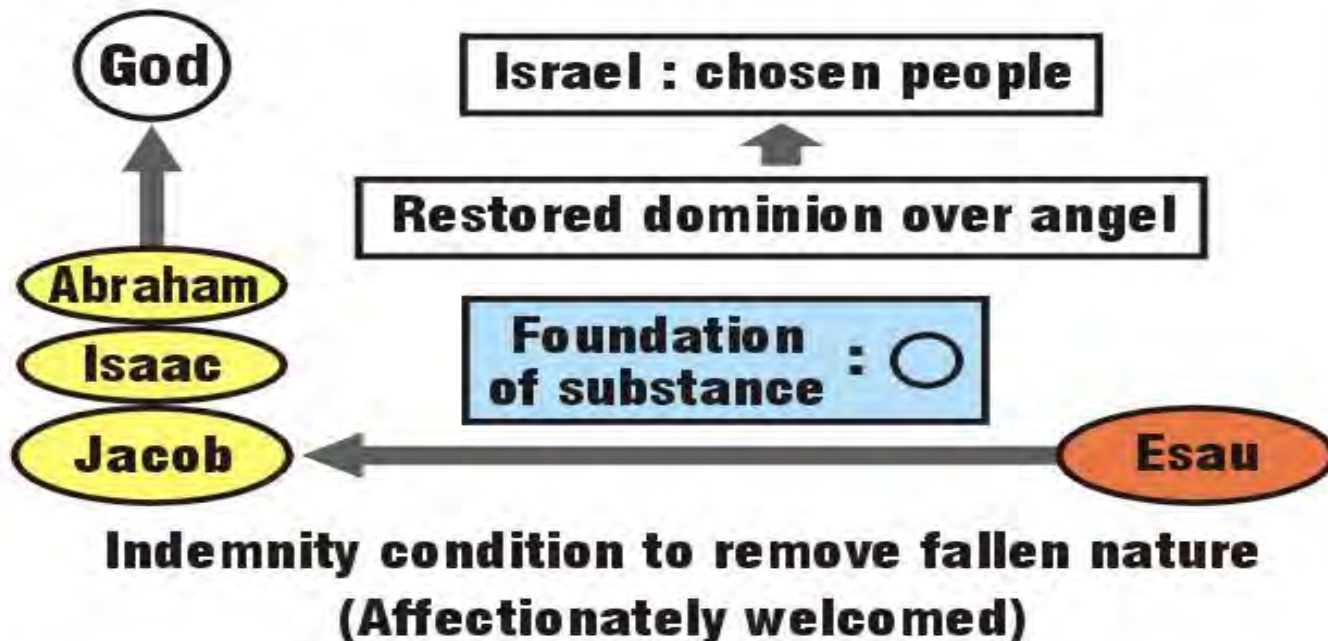 God
Israel : chosen people
Restored dominion over angel
Abraham
Isaac
Jacob
Foundation
of substance :
Esau
Indemnity condition to remove fallen nature
(Affectionately welcomed)